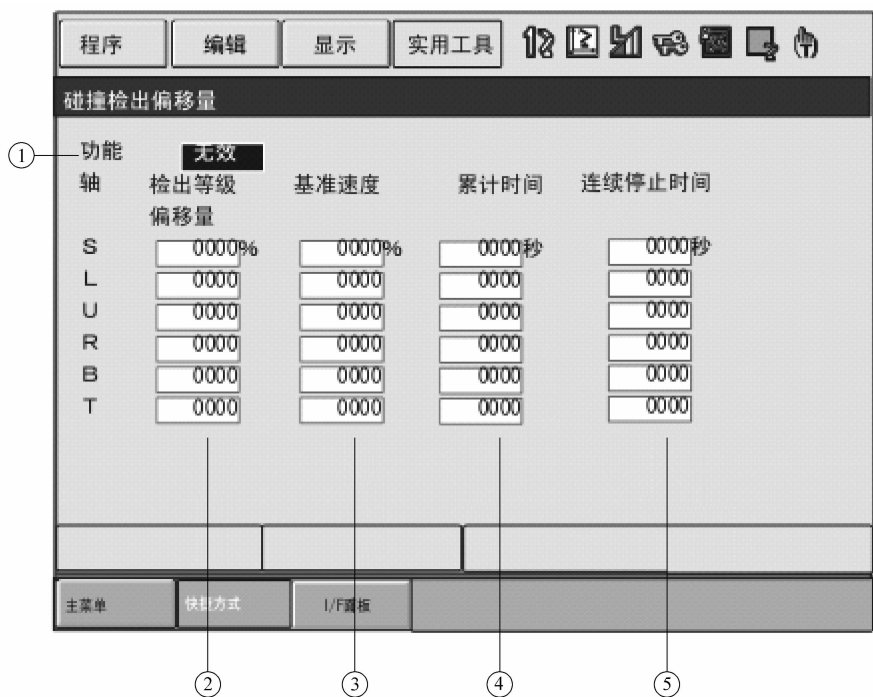 程序 编辑 显示 实用工具
碰撞检出偏移量
① 功能 无效
轴 检出等级 基准速度 累计时间 连续停止时间
偏移量
S 0000% 0000% 0000秒 0000秒
L 0000 0000 0000 0000
U 0000 0000 0000 0000
R 0000 0000 0000 0000
B 0000 0000 0000 0000
T 0000 0000 0000 0000
主菜单 快捷方式 I/F面板
② ③ ④ ⑤